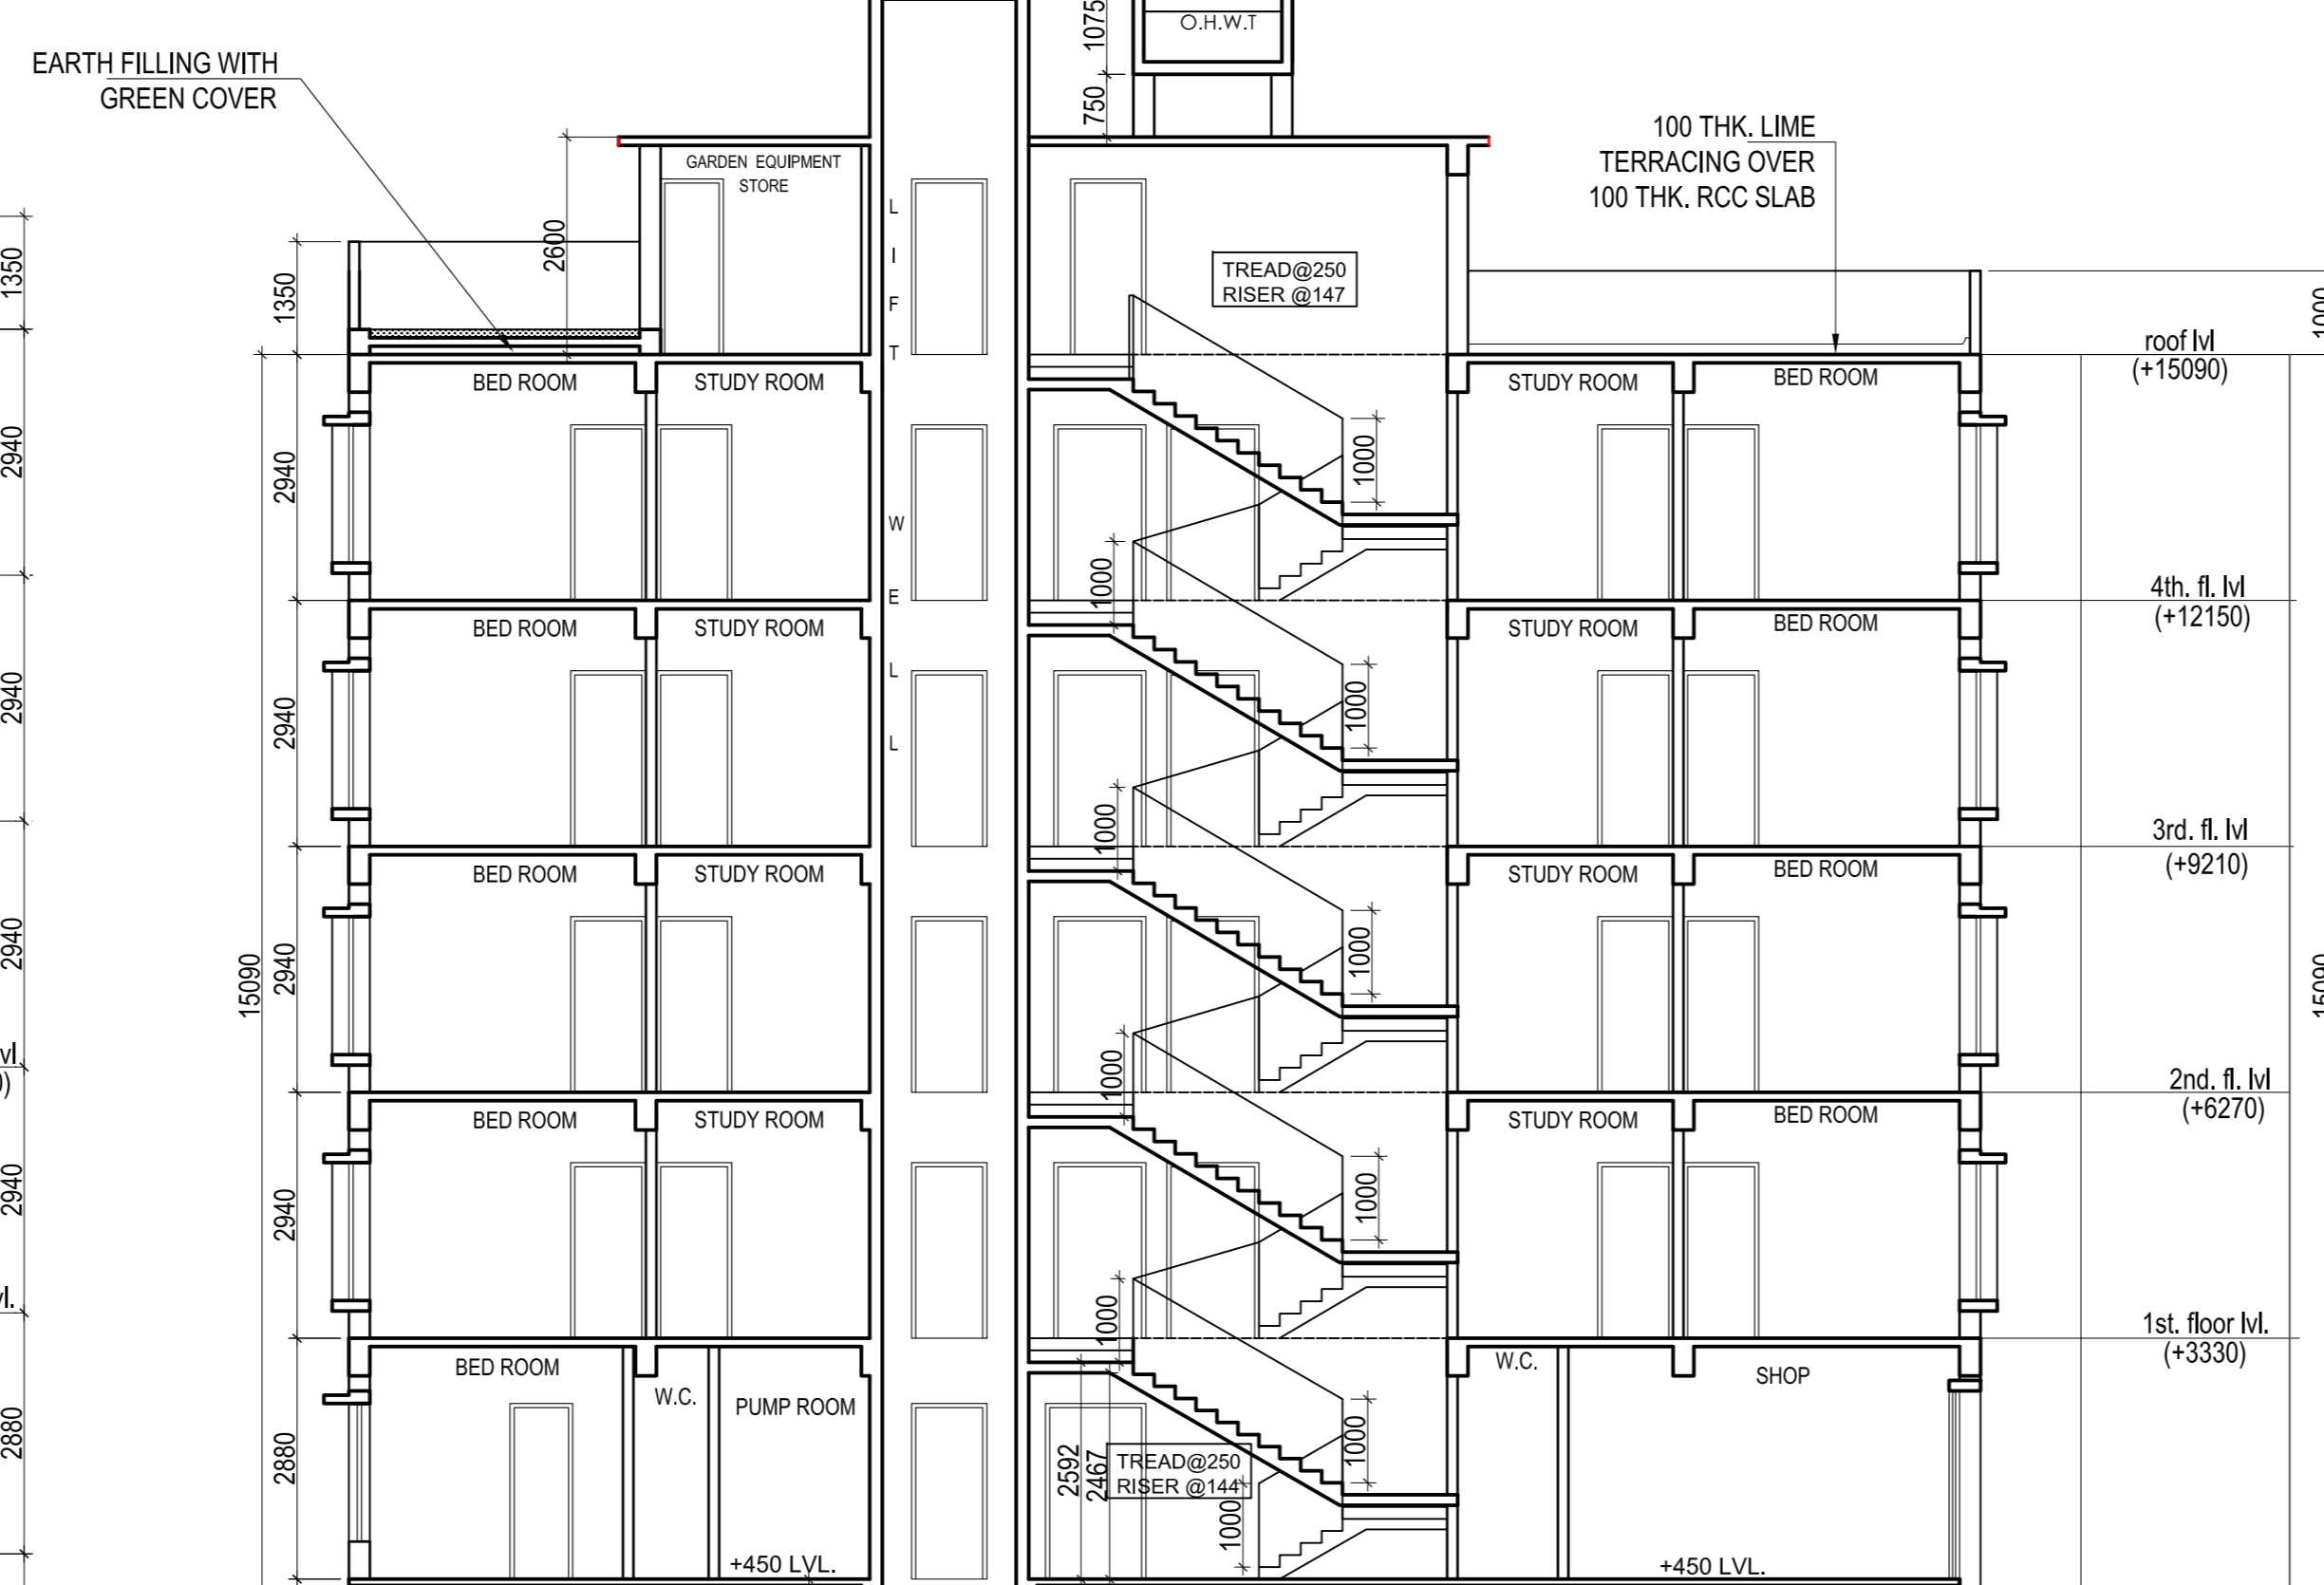 1075
O.H.W.T
EARTH FILLING WITH
GREEN COVER
750
100 THK. LIME
TERRACING OVER
100 THK. RCC SLAB
GARDEN EQUIPMENT
STORE
L
I
F
T
2600
1350
1350
TREAD@250
RISER @147
1000
roof lvl
(+15090)
BED ROOM
STUDY ROOM
STUDY ROOM
BED ROOM
2940
2940
1000
W
E
L
L
1000
4th. fl. lvl
(+12150)
BED ROOM
STUDY ROOM
STUDY ROOM
BED ROOM
2940
2940
1000
1000
3rd. fl. lvl
(+9210)
BED ROOM
STUDY ROOM
STUDY ROOM
BED ROOM
2940
15090
2940
1000
15090
1000
2nd. fl. lvl
(+6270)
BED ROOM
STUDY ROOM
STUDY ROOM
BED ROOM
2940
2940
1000
1000
1st. floor lvl.
(+3330)
BED ROOM
W.C.
PUMP ROOM
W.C.
SHOP
2880
2880
2592
2467
TREAD@250
RISER @144
1000
1000
+450 LVL.
+450 LVL.